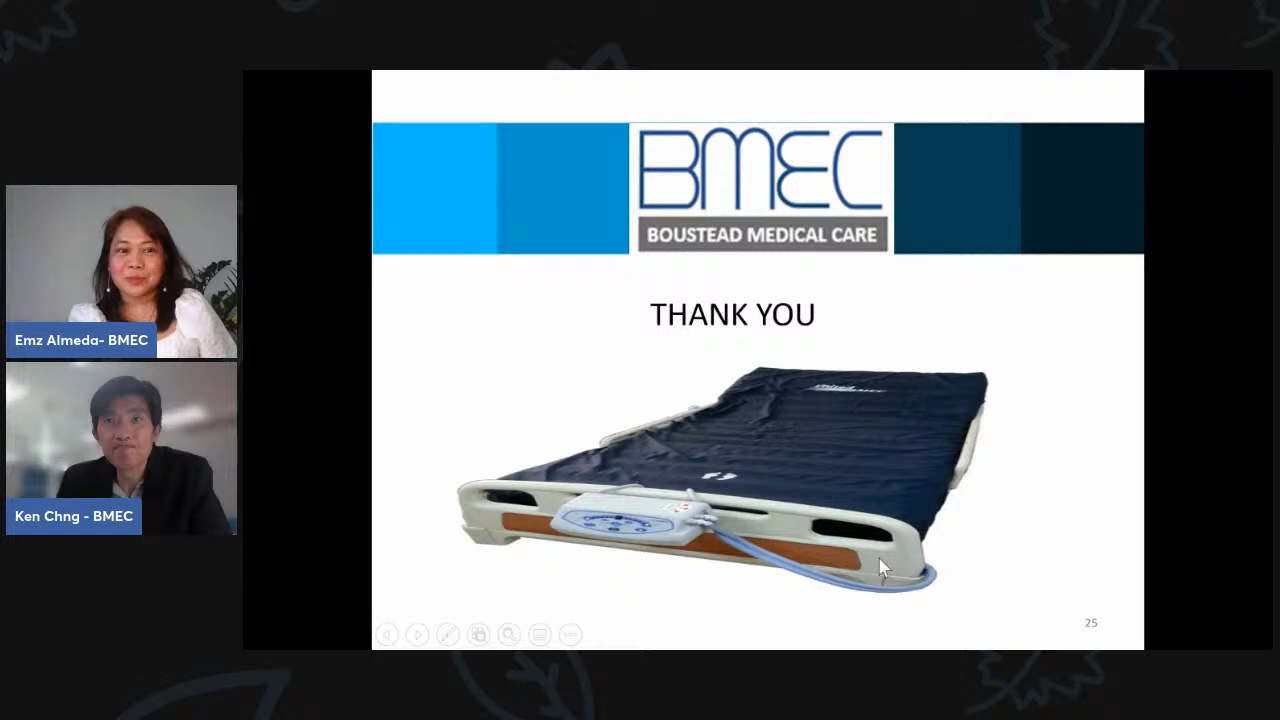 BMEC
BOUSTEAD MEDICAL CARE
THANK YOU
Emz Almeda- BMEC
Ken Chng - BMEC
25